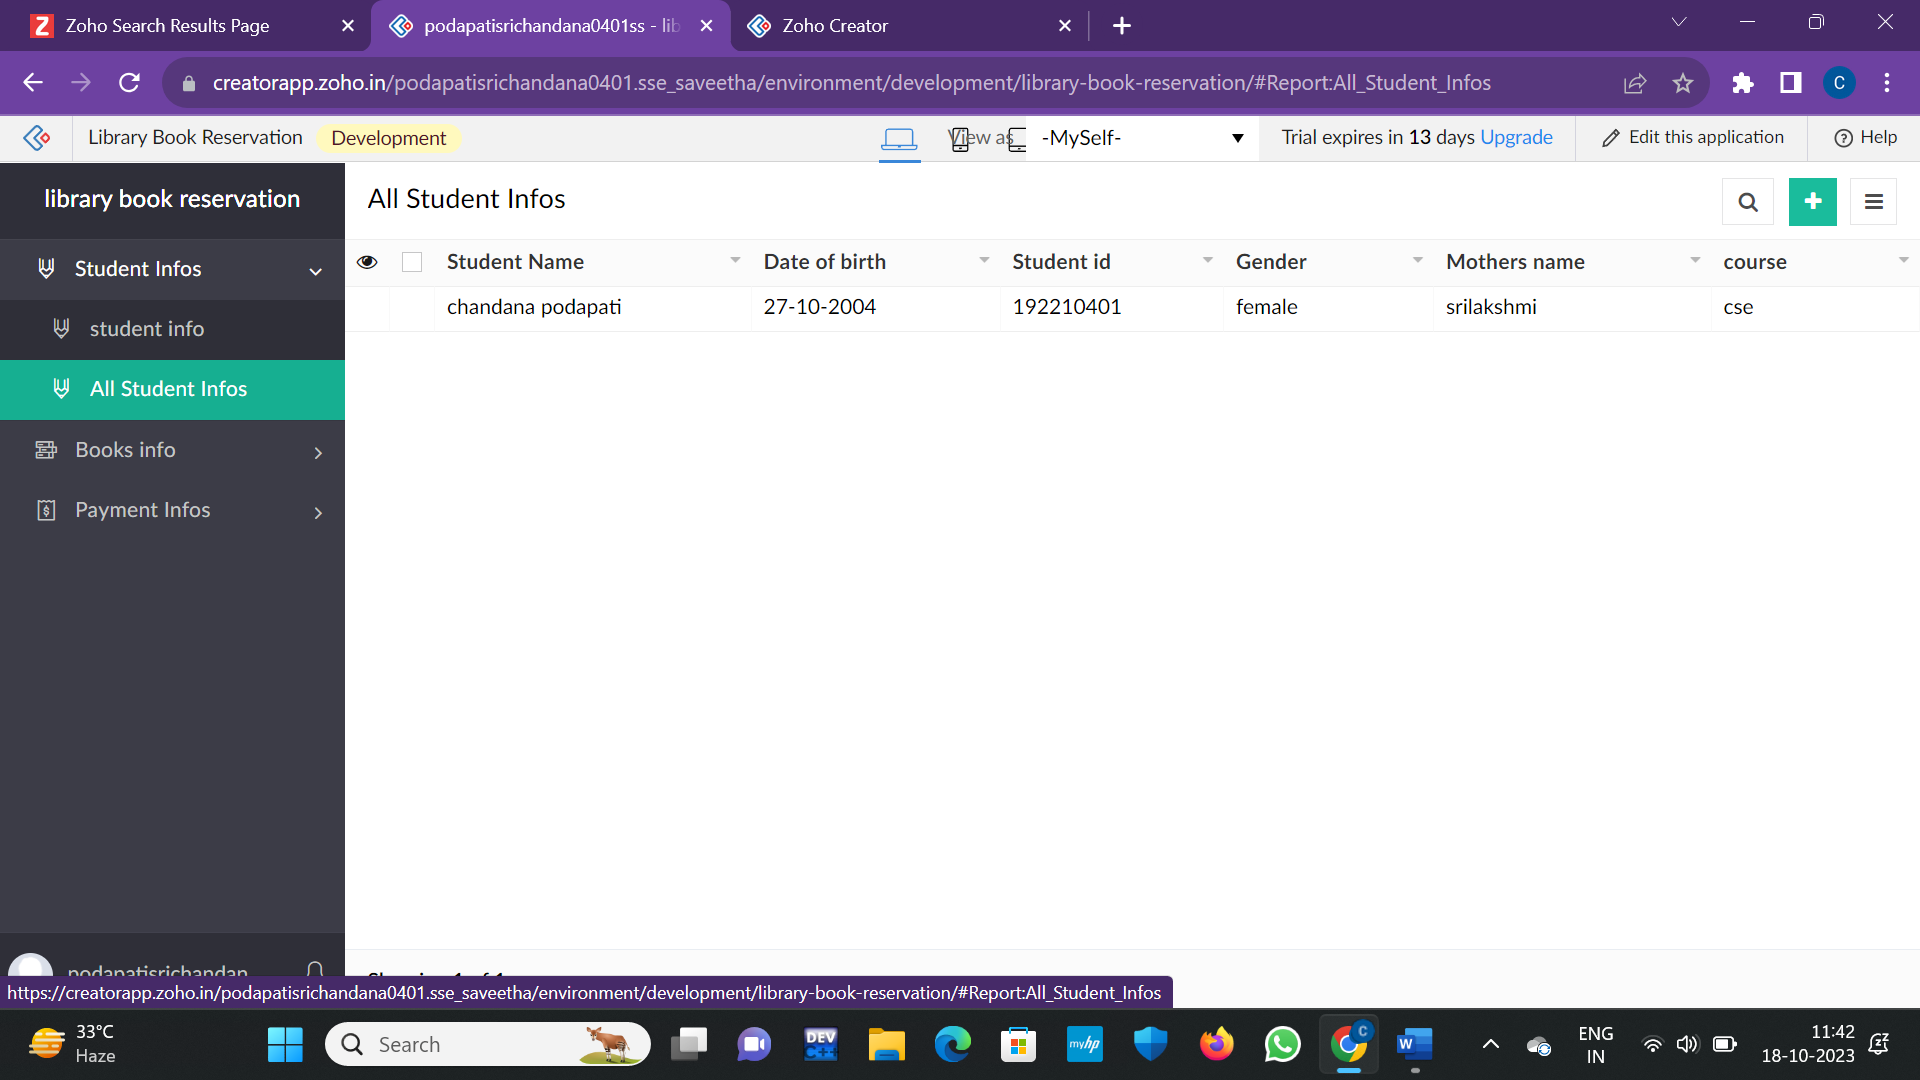 Zoho Search Results Page
podapatisrichandana0401ss - lib
Zoho Creator
creatorapp.zoho.in/podapatisrichandana0401.sse_saveetha/environment/development/library-book-reservation/#Report:All_Student_Infos
C
Library Book Reservation
Development
View as
-MySelf-
Trial expires in 13 days Upgrade
Edit this application
Help
library book reservation
All Student Infos
Student Infos
student info
All Student Infos
Books info
Payment Infos
Student Name Date of birth Student id Gender Mothers name course
chandana podapati 27-10-2004 192210401 female srilakshmi cse
podapatisrichandan
https://creatorapp.zoho.in/podapatisrichandana0401.sse_saveetha/environment/development/library-book-reservation/#Report:All_Student_Infos
33°C
Haze
Search
DEV
C++
myhp
C
W
ENG
IN
11:42
18-10-2023